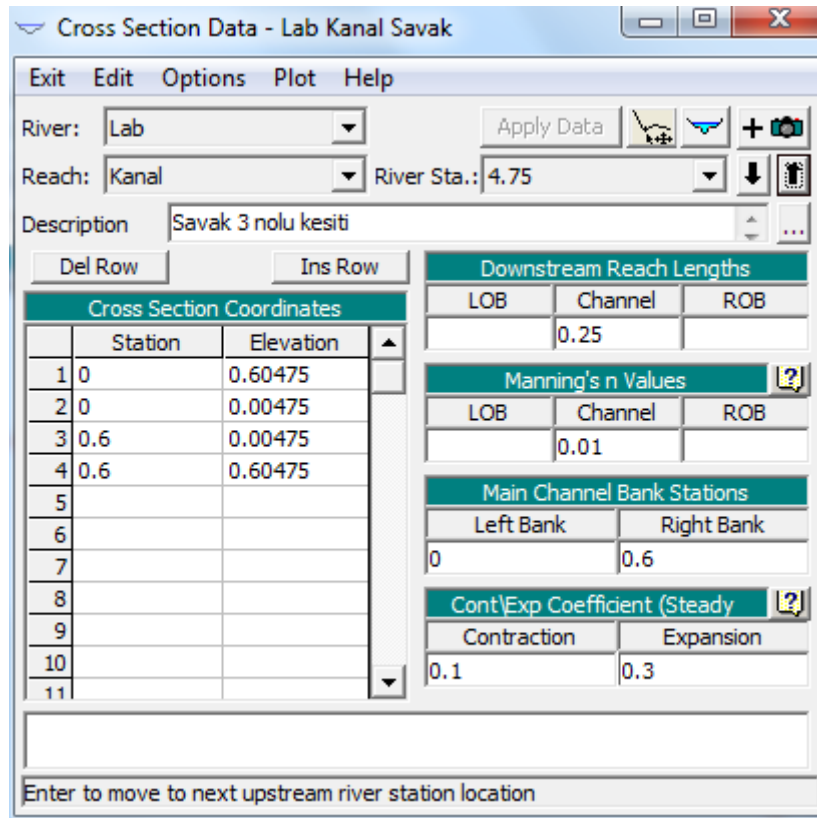 Cross Section Data - Lab Kanal Savak
Exit Edit Options Plot Help
River: Lab Apply Data
Reach: Kanal River Sta.: 4.75
Description Savak 3 nolu kesiti ...
Del Row Ins Row
Cross Section Coordinates
Station Elevation
1 0 0.60475
2 0 0.00475
3 0.6 0.00475
4 0.6 0.60475
5
6
7
8
9
10
11
Downstream Reach Lengths
LOB Channel ROB
0.25
Manning's n Values ?
LOB Channel ROB
0.01
Main Channel Bank Stations
Left Bank Right Bank
0 0.6
Cont\Exp Coefficient (Steady ?
Contraction Expansion
0.1 0.3
Enter to move to next upstream river station location